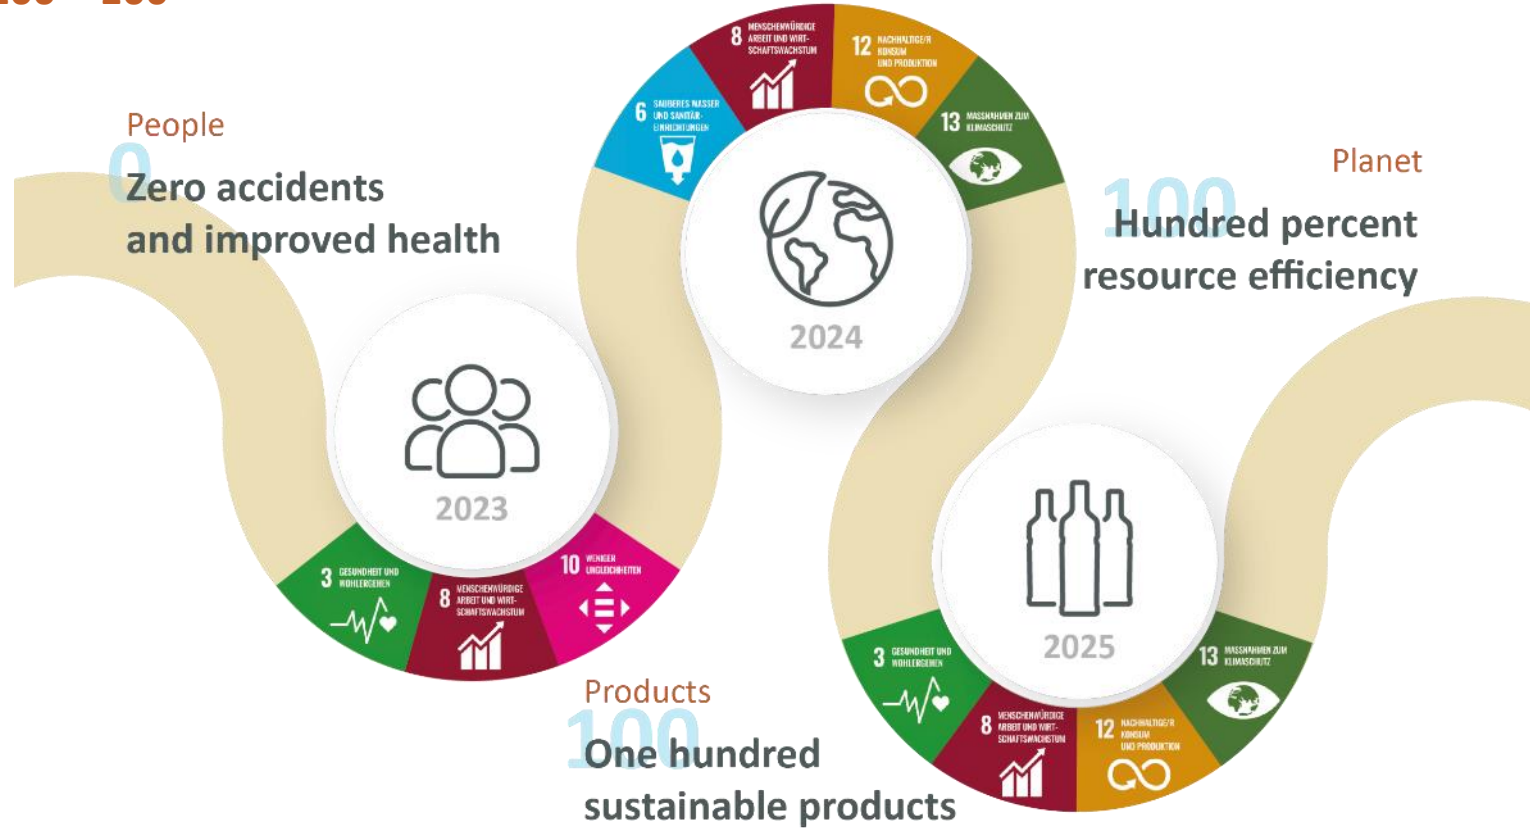 People
0
Zero accidents
and improved health
2023
3 GESUNDHEIT UND
WOHLERGEHEN
8 MENSCHENWÜRDIGE
ARBEIT UND WIRT-
SCHAFTSWACHSTUM
10 WENIGER
UNGLEICHHEITEN
6 SAUBERES WASSER
UND SANITÄR-
EINRICHTUNGEN
8 MENSCHENWÜRDIGE
ARBEIT UND WIRT-
SCHAFTSWACHSTUM
12 NACHHALTIGE/R
KONSUM
UND PRODUKTION
13 MASSNAHMEN ZUM
KLIMASCHUTZ
2024
Planet
100
Hundred percent
resource efficiency
Products
100
One hundred
sustainable products
2025
3 GESUNDHEIT UND
WOHLERGEHEN
8 MENSCHENWÜRDIGE
ARBEIT UND WIRT-
SCHAFTSWACHSTUM
12 NACHHALTIGE/R
KONSUM
UND PRODUKTION
13 MASSNAHMEN ZUM
KLIMASCHUTZ